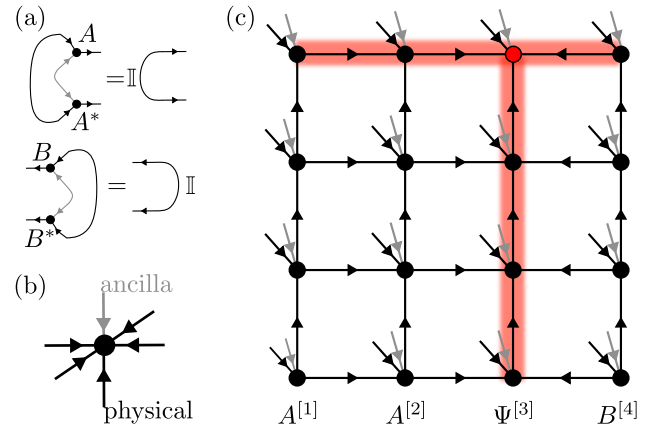 (a)
A
= 𝕀
A*
B
= 𝕀
B*
(b)
ancilla
physical
(c)
A^[1] A^[2] Ψ^[3] B^[4]